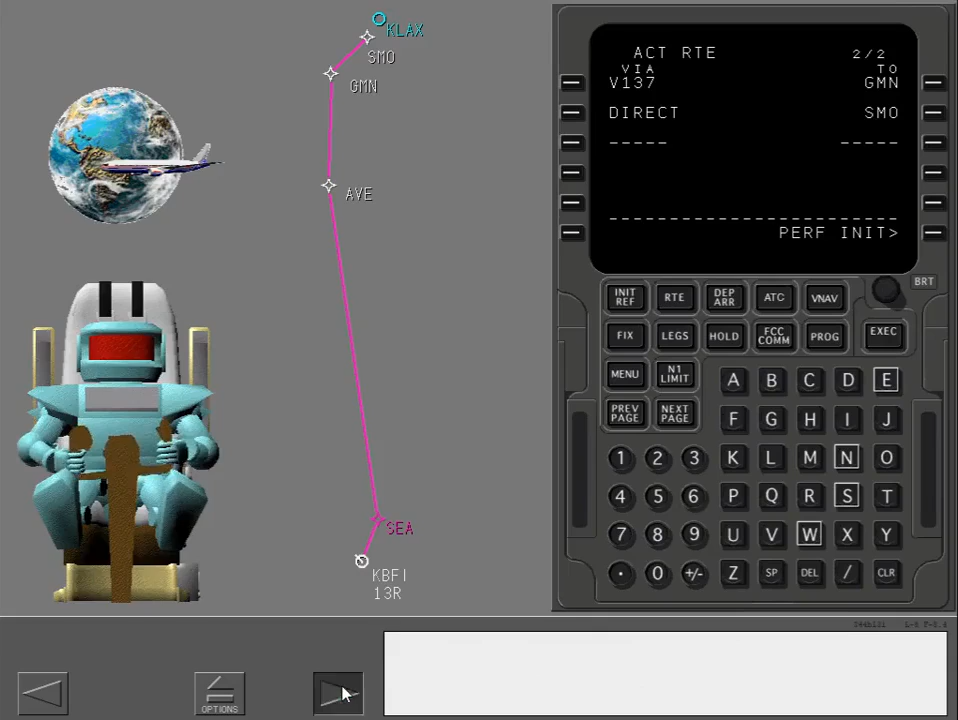 KLAX
SMO
GMN
AVE
SEA
KBFI
13R
ACT RTE 2/2
VIA TO
V137 GMN
DIRECT SMO
----- -----
------------------------
PERF INIT>
BRT
INIT REF
RTE
DEP ARR
ATC
VNAV
FIX
LEGS
HOLD
FCC COMM
PROG
EXEC
MENU
N1 LIMIT
PREV PAGE
NEXT PAGE
A B C D E
F G H I J
1 2 3 K L M N O
4 5 6 P Q R S T
7 8 9 U V W X Y
. 0 +/- Z SP DEL / CLR
OPTIONS